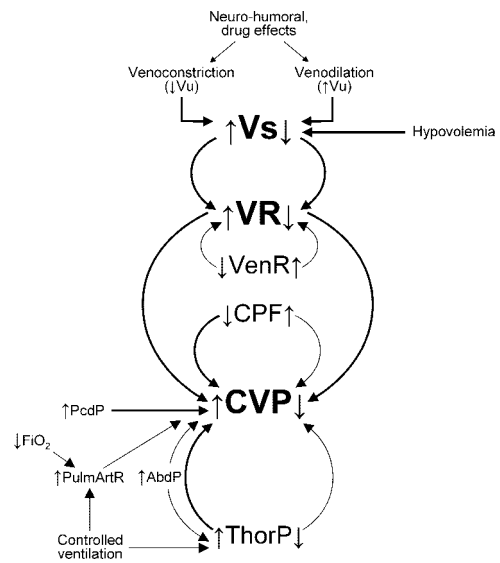 Neuro-humoral,
drug effects
Venoconstriction
(↓Vu)
Venodilation
(↑Vu)
↑Vs↓
Hypovolemia
↑VR↓
↓VenR↑
↓CPF↑
↑PcdP
↑CVP↓
↓FiO₂
↑PulmArtR
↑AbdP
Controlled
ventilation
↑ThorP↓